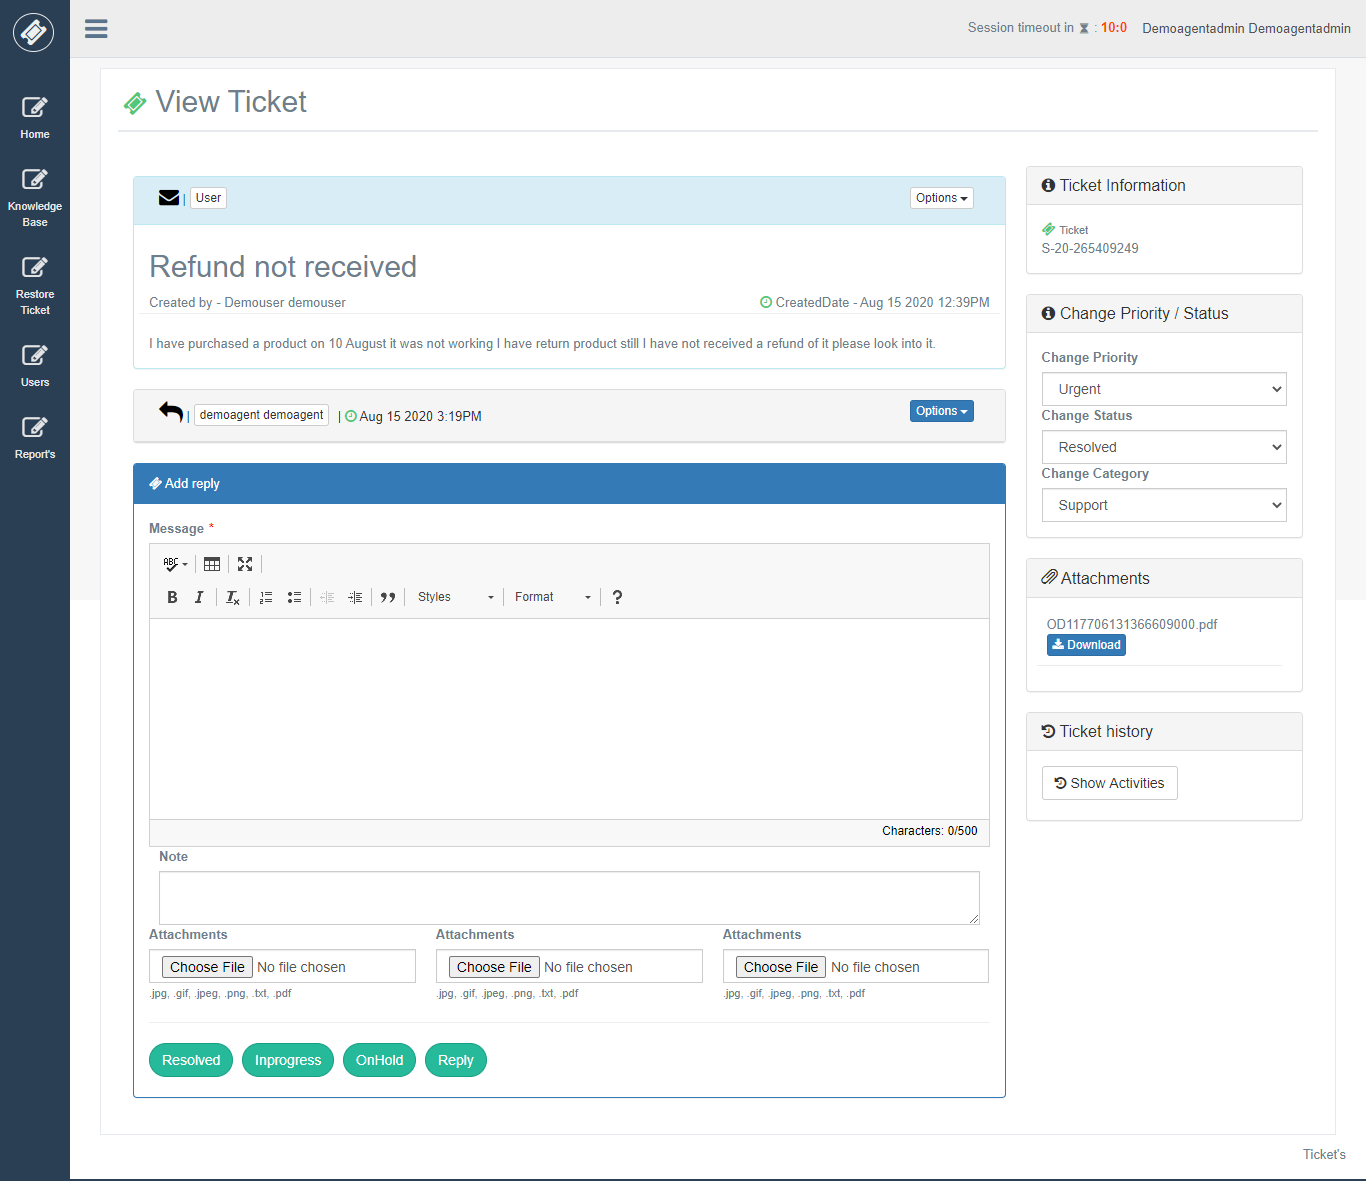 Session timeout in : 10:0 Demoagentadmin Demoagentadmin
Home
Knowledge
Base
Restore
Ticket
Users
Report's
View Ticket
| User
Options
Refund not received
Created by - Demouser demouser
CreatedDate - Aug 15 2020 12:39PM
I have purchased a product on 10 August it was not working I have return product still I have not received a refund of it please look into it.
| demoagent demoagent | Aug 15 2020 3:19PM
Options
Add reply
Message *
ABC
B I Tx Styles Format ?
Characters: 0/500
Note
Attachments Attachments Attachments
Choose File No file chosen Choose File No file chosen Choose File No file chosen
.jpg, .gif, .jpeg, .png, .txt, .pdf .jpg, .gif, .jpeg, .png, .txt, .pdf .jpg, .gif, .jpeg, .png, .txt, .pdf
Resolved Inprogress OnHold Reply
Ticket Information
Ticket
S-20-265409249
Change Priority / Status
Change Priority
Urgent
Change Status
Resolved
Change Category
Support
Attachments
OD117706131366609000.pdf
Download
Ticket history
Show Activities
Ticket's